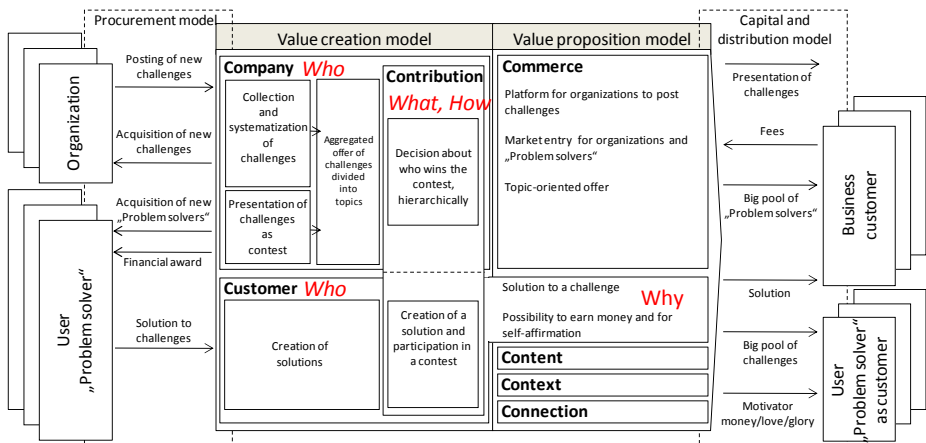 Procurement model
Organization
User
„Problem solver“
Posting of new
challenges
Acquisition of new
challenges
Acquisition of new
„Problem solvers“
Financial award
Solution to
challenges
Value creation model
Company Who
Collection
and
systematization
of
challenges
Presentation of
challenges
as
contest
Aggregated
offer of
challenges
divided
into
topics
Contribution
What, How
Decision about
who wins the
contest,
hierarchically
Customer Who
Creation of
solutions
Creation of a
solution and
participation in
a contest
Value proposition model
Commerce
Platform for organizations to post
challenges
Market entry for organizations and
„Problem solvers“
Topic-oriented offer
Solution to a challenge
Why
Possibility to earn money and for
self-affirmation
Content
Context
Connection
Capital and
distribution model
Presentation of
challenges
Fees
Big pool of
„Problem solvers“
Solution
Big pool of
challenges
Motivator
money/love/glory
Business
customer
User
„Problem solver“
as customer